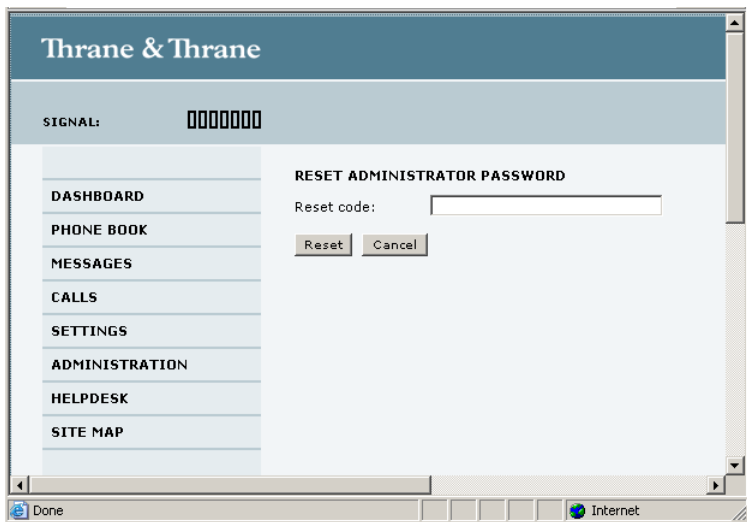 Thrane & Thrane
SIGNAL:
RESET ADMINISTRATOR PASSWORD
Reset code:
Reset Cancel
DASHBOARD
PHONE BOOK
MESSAGES
CALLS
SETTINGS
ADMINISTRATION
HELPDESK
SITE MAP
Done Internet